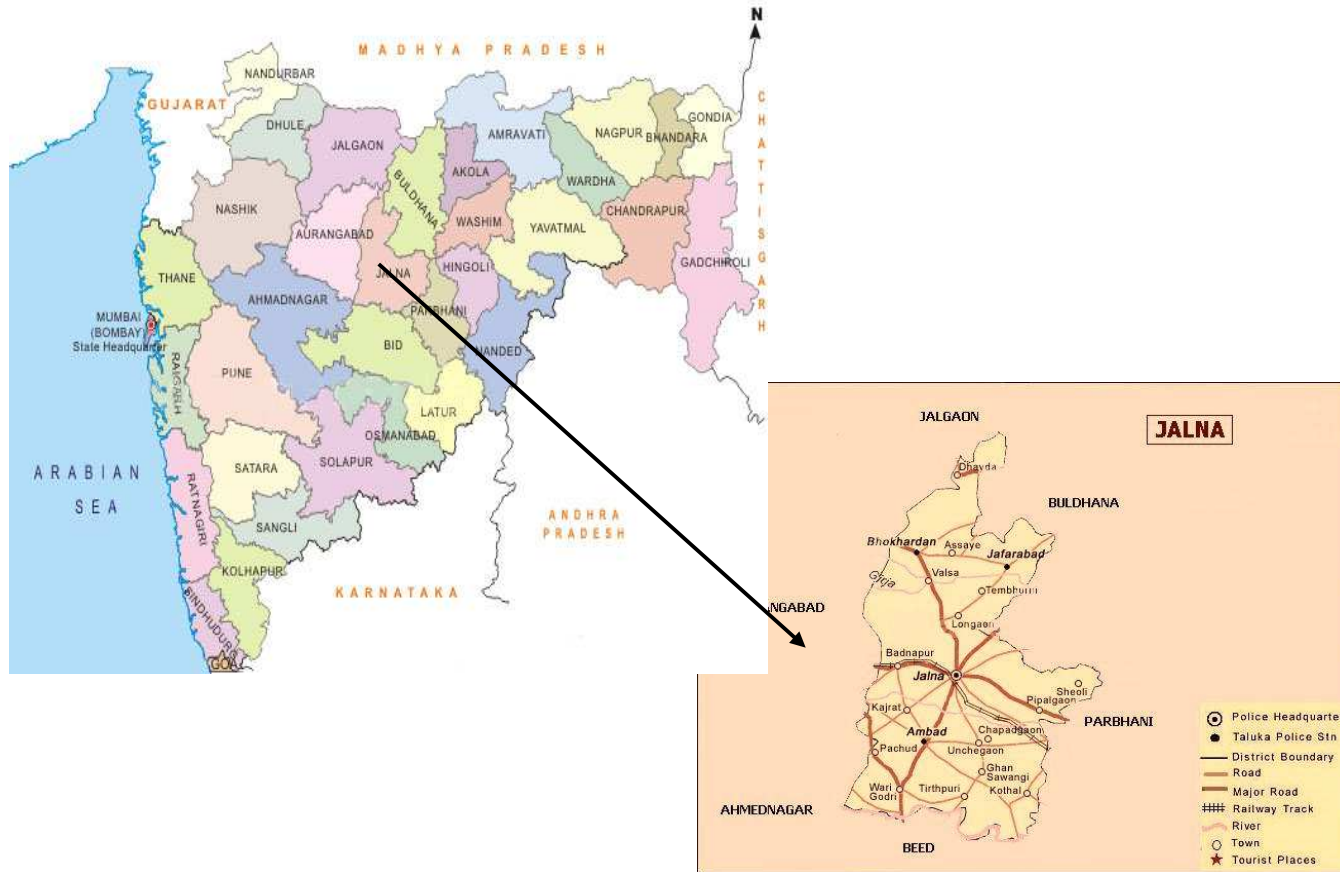 N
MADHYA PRADESH
NANDURBAR
GUJARAT
DHULE
JALGAON
BULDHANA
AKOLA
AMRAVATI
NAGPUR
BHANDARA
GONDIA
CHATTISGARH
WARDHA
NASHIK
AURANGABAD
JALNA
WASHIM
YAVATMAL
CHANDRAPUR
GADCHIROLI
HINGOLI
THANE
AHMADNAGAR
PARBHANI
MUMBAI
(BOMBAY)
State Headquarter
RAIGARH
PUNE
BID
NANDED
LATUR
OSMANABAD
SOLAPUR
SATARA
ARABIAN
SEA
RATNAGIRI
SANGLI
ANDHRA
PRADESH
KOLHAPUR
KARNATAKA
SINDHUDURG
GOA
JALGAON
JALNA
Dhavda
BULDHANA
Bhokhardan
Assaye
Jafarabad
Valsa
Girja
Tembhurni
NGABAD
Longaon
Badnapur
Jalna
Sheoli
Pipalgaon
PARBHANI
Kajrat
Ambad
Chapadgaon
Unchegaon
Pachud
Ghan
Sawangi
Wari
Godri
Tirthpuri
Kothal
AHMEDNAGAR
BEED
Police Headquarte
Taluka Police Stn
District Boundary
Road
Major Road
Railway Track
River
Town
Tourist Places